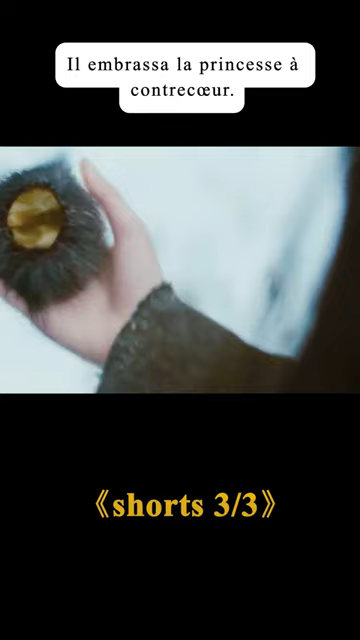 Il embrassa la princesse à
contrecœur.
《shorts 3/3》